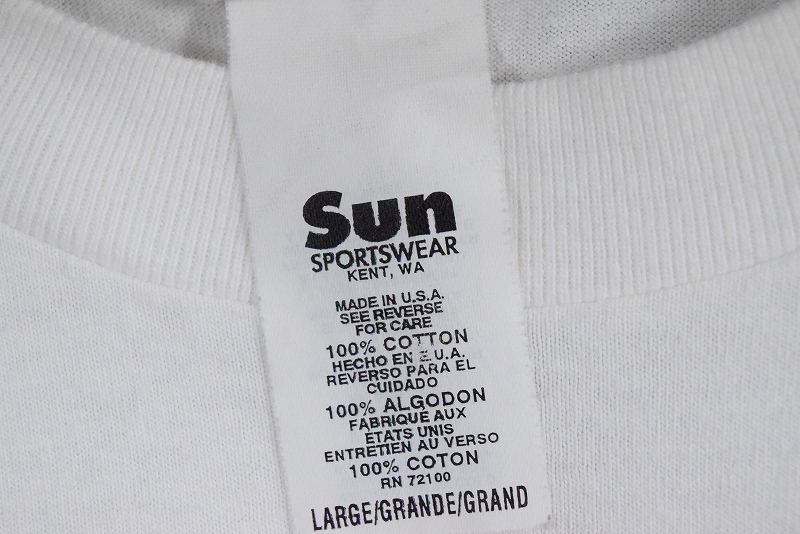 Sun
SPORTSWEAR
KENT, WA
MADE IN U.S.A.
SEE REVERSE
FOR CARE
100% COTTON
HECHO EN E.U.A.
REVERSO PARA EL
CUIDADO
100% ALGODON
FABRIQUE AUX
ETATS UNIS
ENTRETIEN AU VERSO
100% COTON
RN 72100
LARGE/GRANDE/GRAND